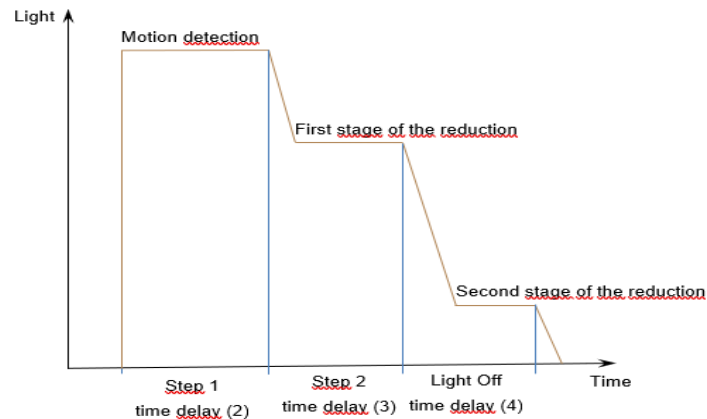 Light
Motion detection
First stage of the reduction
Second stage of the reduction
Step 1
time delay (2)
Step 2
time delay (3)
Light Off
time delay (4)
Time